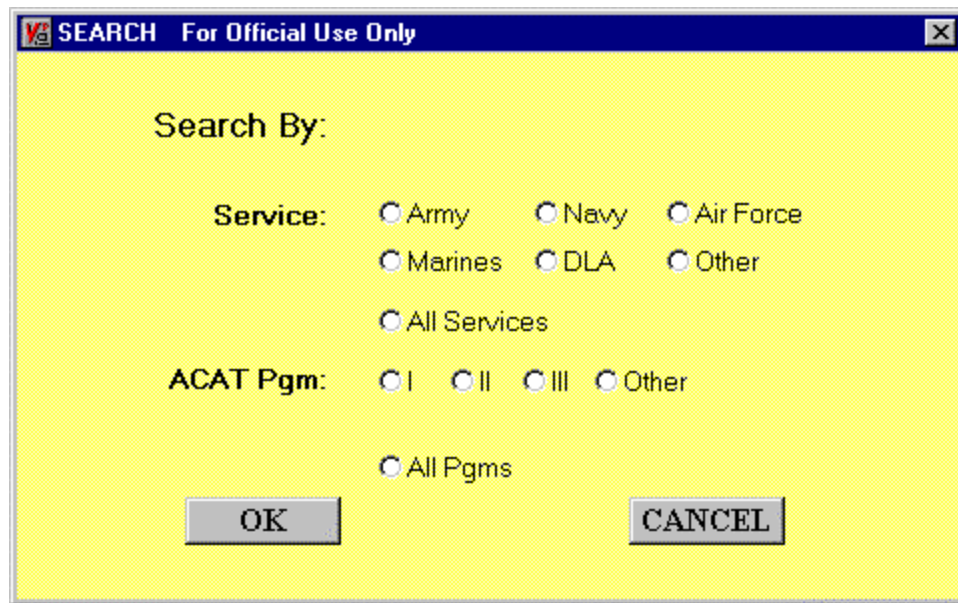 SEARCH For Official Use Only
Search By:
Service: Army Navy Air Force
Marines DLA Other
All Services
ACAT Pgm: I II III Other
All Pgms
OK CANCEL